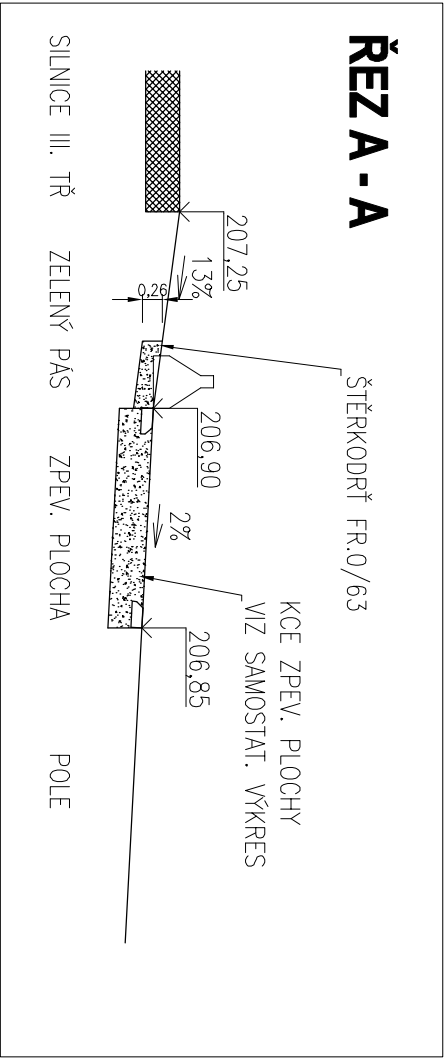 ŘEZ A - A
ŠTĚRKODRŤ FR.0/63
KCE ZPEV. PLOCHY
VIZ SAMOSTAT. VÝKRES
207,25
13%
0,26
206,90
2%
206,85
SILNICE III. TŘ
ZELENÝ PÁS
ZPEV. PLOCHA
POLE